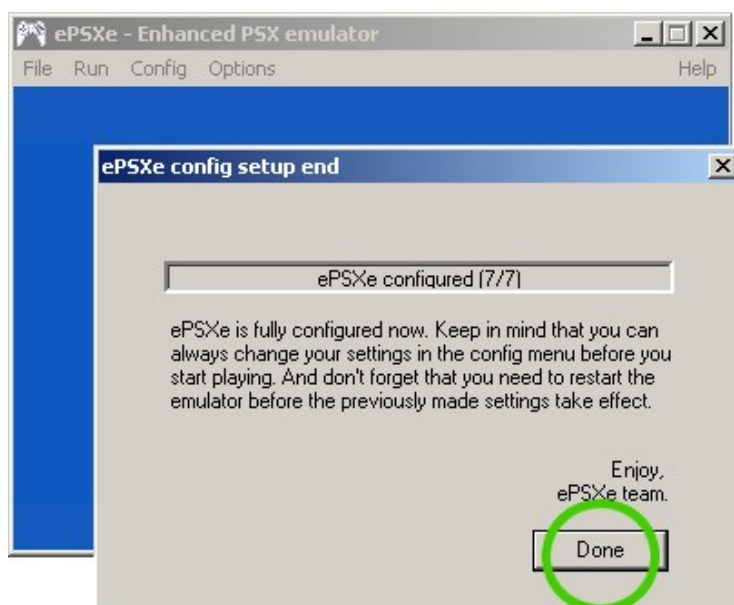 ePSXe - Enhanced PSX emulator
File Run Config Options Help
ePSXe config setup end
ePSXe configured (7/7)
ePSXe is fully configured now. Keep in mind that you can
always change your settings in the config menu before you
start playing. And don't forget that you need to restart the
emulator before the previously made settings take effect.
Enjoy,
ePSXe team.
Done